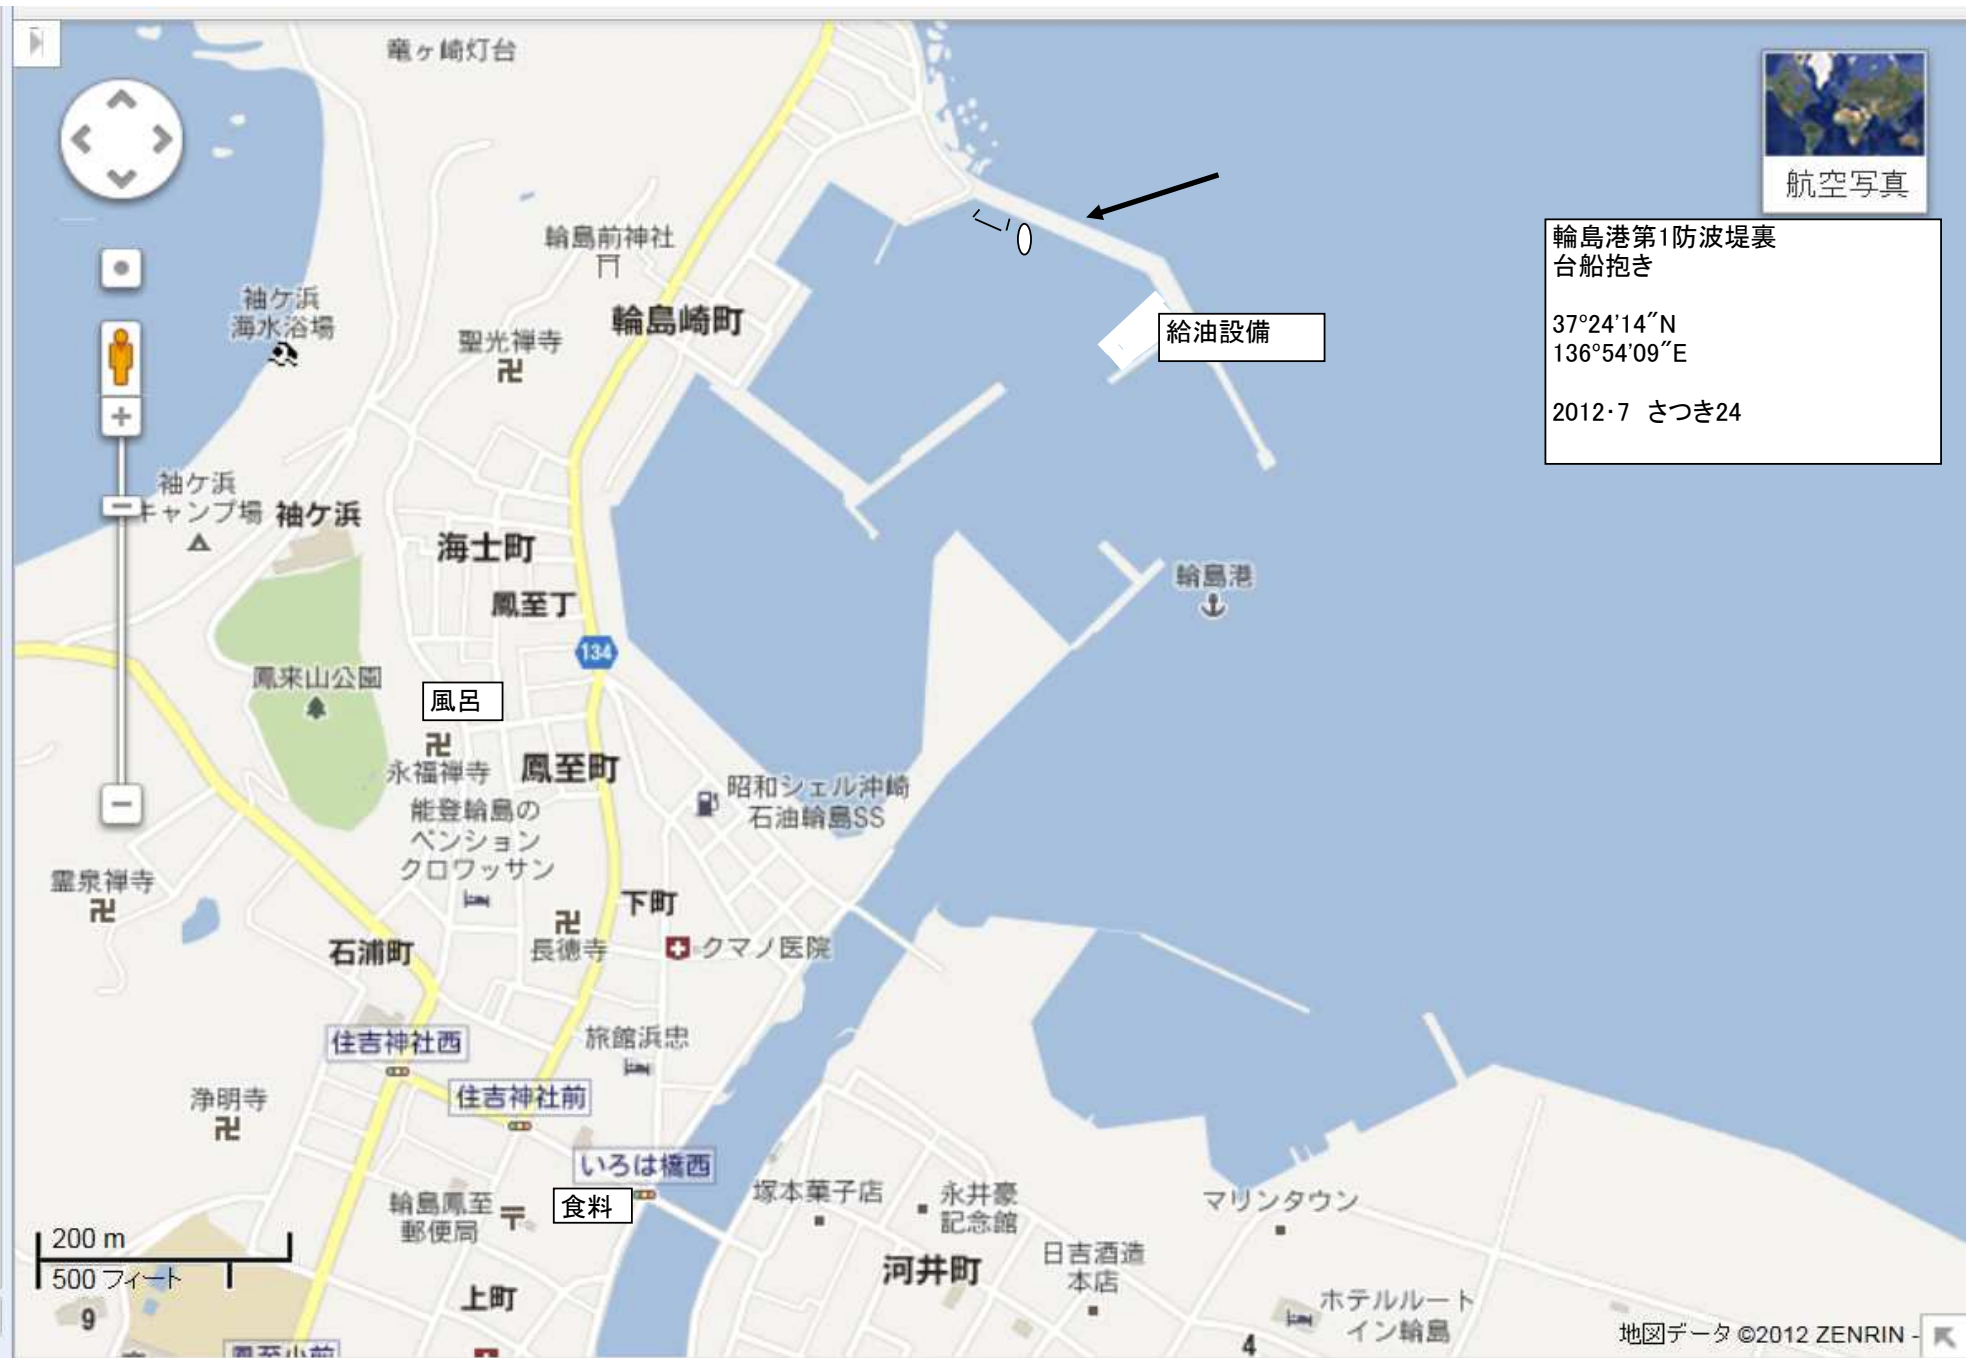 竜ヶ崎灯台
航空写真
輪島前神社
輪島港第1防波堤裏
台船抱き
37°24′14″N
136°54′09″E
2012・7 さつき24
袖ケ浜
海水浴場
輪島崎町
給油設備
聖光禅寺
袖ケ浜
キャンプ場
袖ケ浜
海士町
鳳至丁
輪島港
134
鳳来山公園
風呂
永福禅寺
鳳至町
昭和シェル沖崎
石油輪島SS
能登輪島の
ペンション
クロワッサン
霊泉禅寺
下町
石浦町
長徳寺
クマノ医院
住吉神社西
旅館浜忠
浄明寺
住吉神社前
いろは橋西
輪島鳳至
郵便局
食料
塚本菓子店
永井豪
記念館
マリンタウン
200 m
500 フィート
河井町
日吉酒造
本店
上町
9
ホテルルート
イン輪島
4
鳳至小前
地図データ ©2012 ZENRIN -